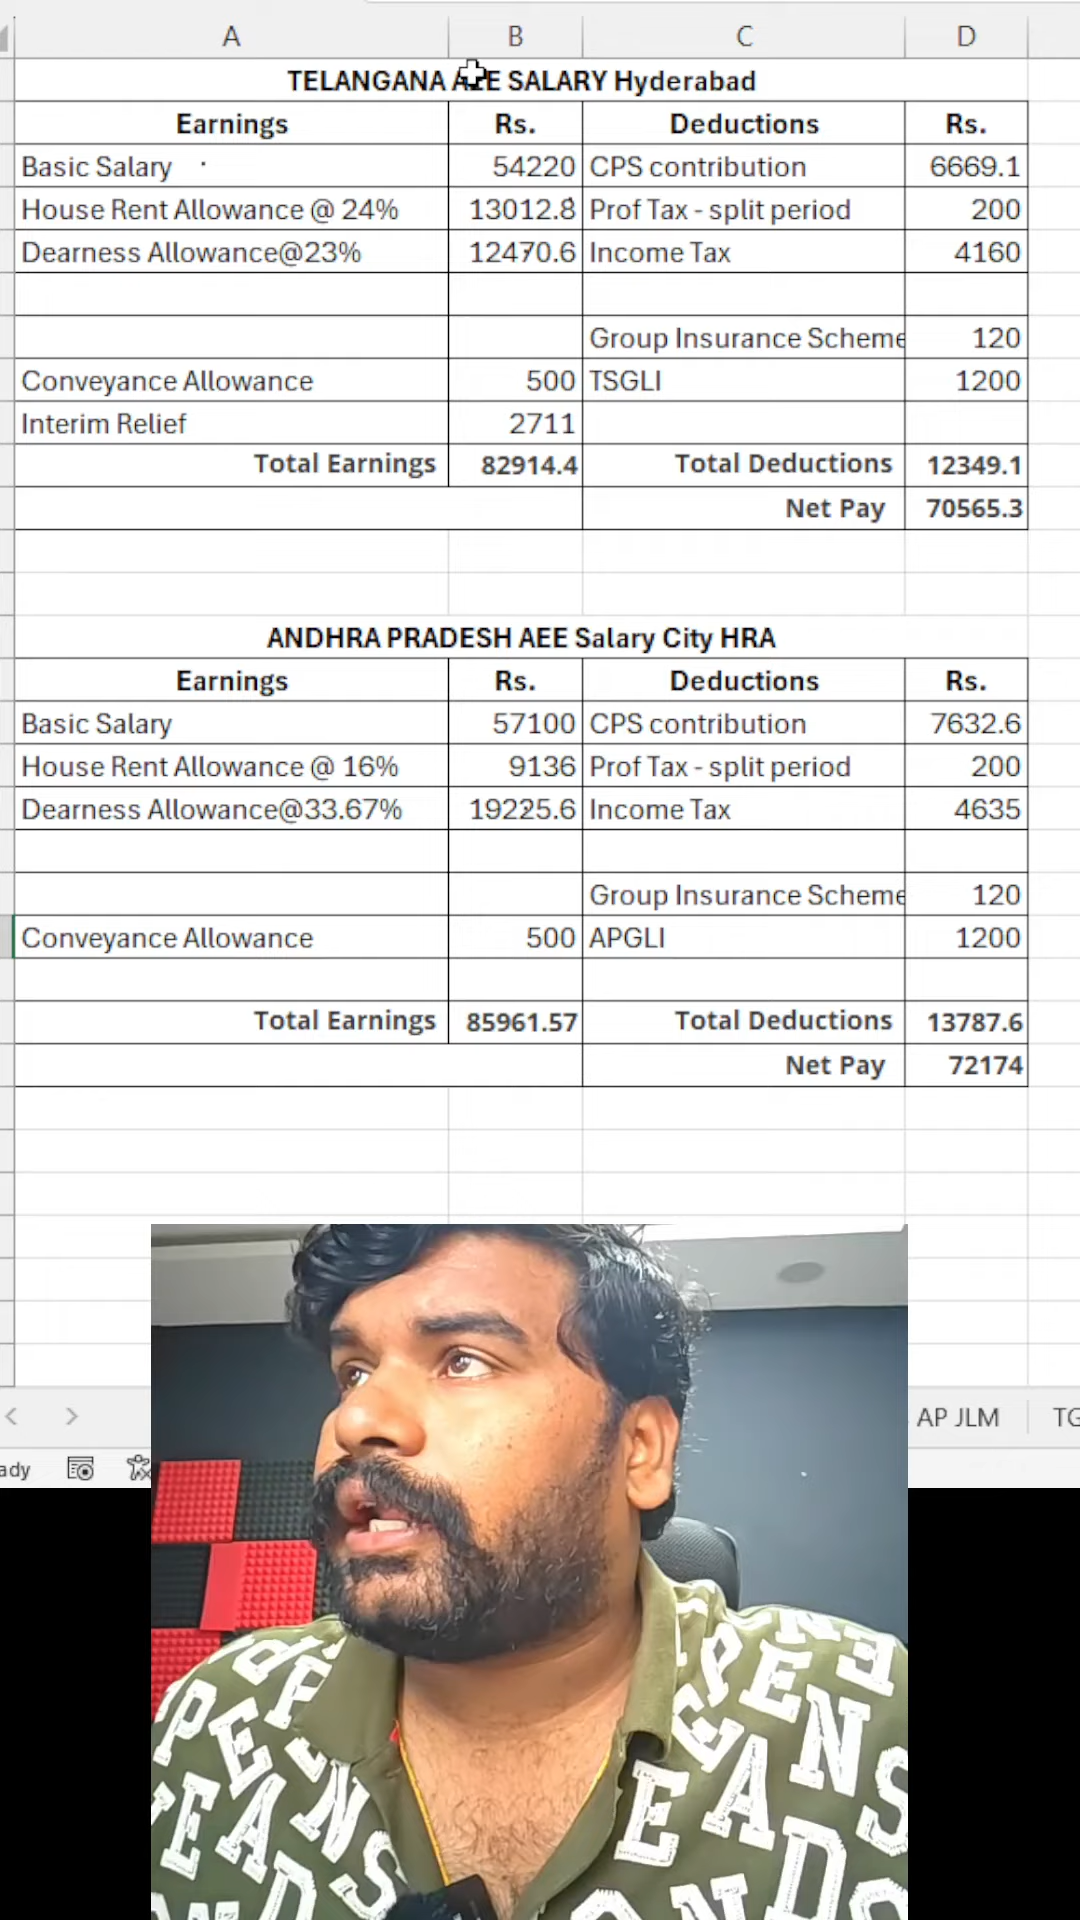 A B C D
TELANGANA AEE SALARY Hyderabad
Earnings Rs. Deductions Rs.
Basic Salary 54220 CPS contribution 6669.1
House Rent Allowance @ 24% 13012.8 Prof Tax - split period 200
Dearness Allowance@23% 12470.6 Income Tax 4160
Group Insurance Scheme 120
Conveyance Allowance 500 TSGLI 1200
Interim Relief 2711
Total Earnings 82914.4 Total Deductions 12349.1
Net Pay 70565.3
ANDHRA PRADESH AEE Salary City HRA
Earnings Rs. Deductions Rs.
Basic Salary 57100 CPS contribution 7632.6
House Rent Allowance @ 16% 9136 Prof Tax - split period 200
Dearness Allowance@33.67% 19225.6 Income Tax 4635
Group Insurance Scheme 120
Conveyance Allowance 500 APGLI 1200
Total Earnings 85961.57 Total Deductions 13787.6
Net Pay 72174
AP JLM TG
ady